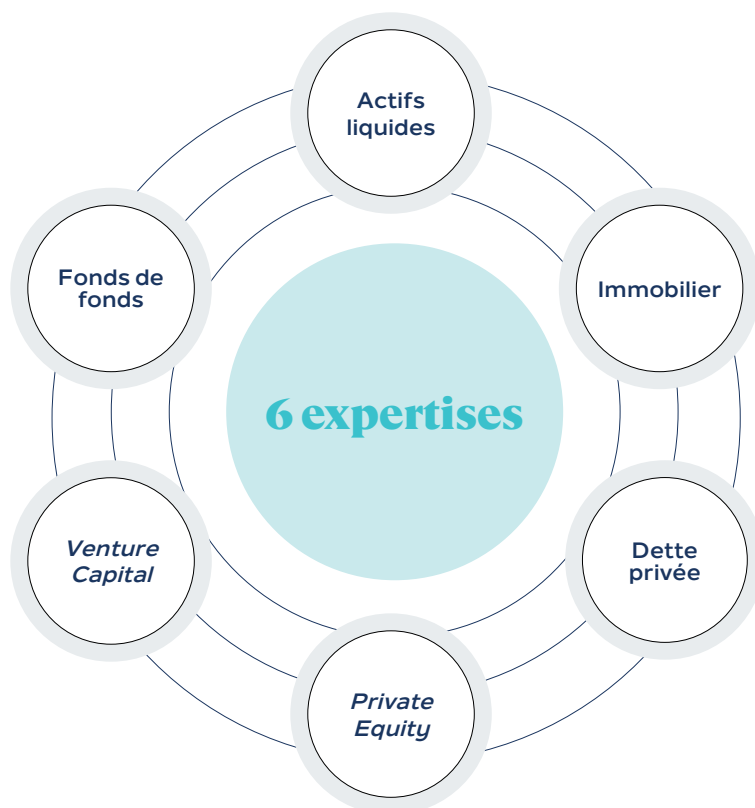 Actifs
liquides
Fonds de
fonds
Immobilier
6 expertises
Venture
Capital
Dette
privée
Private
Equity